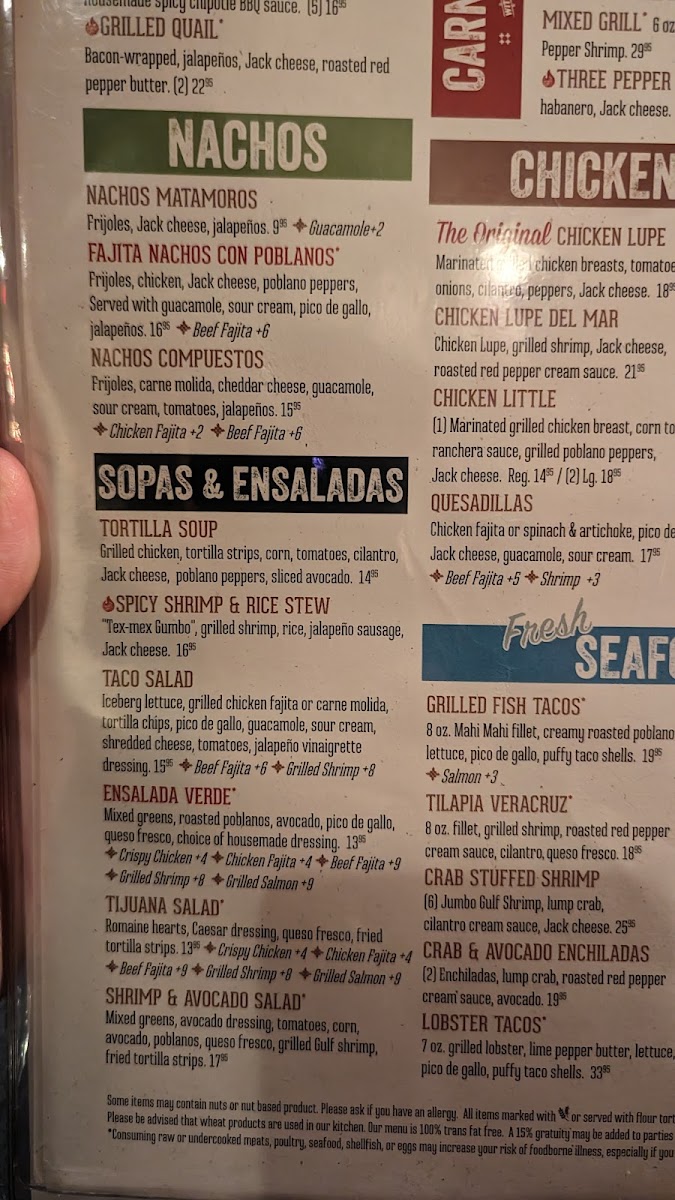 housemade spicy chipotle BBQ sauce. (5) 16⁹⁵
GRILLED QUAIL*
Bacon-wrapped, jalapeños, Jack cheese, roasted red
pepper butter. (2) 22⁹⁵
NACHOS
NACHOS MATAMOROS
Frijoles, Jack cheese, jalapeños. 9⁹⁵ ✦ Guacamole+2
FAJITA NACHOS CON POBLANOS*
Frijoles, chicken, Jack cheese, poblano peppers,
Served with guacamole, sour cream, pico de gallo,
jalapeños. 16⁹⁵ ✦ Beef Fajita +6
NACHOS COMPUESTOS
Frijoles, carne molida, cheddar cheese, guacamole,
sour cream, tomatoes, jalapeños. 15⁹⁵
✦ Chicken Fajita +2 ✦ Beef Fajita +6
SOPAS & ENSALADAS
TORTILLA SOUP
Grilled chicken, tortilla strips, corn, tomatoes, cilantro,
Jack cheese, poblano peppers, sliced avocado. 14⁹⁵
SPICY SHRIMP & RICE STEW
"Tex-mex Gumbo", grilled shrimp, rice, jalapeño sausage,
Jack cheese. 16⁹⁵
TACO SALAD
Iceberg lettuce, grilled chicken fajita or carne molida,
tortilla chips, pico de gallo, guacamole, sour cream,
shredded cheese, tomatoes, jalapeño vinaigrette
dressing. 15⁹⁵ ✦ Beef Fajita +6 ✦ Grilled Shrimp +8
ENSALADA VERDE*
Mixed greens, roasted poblanos, avocado, pico de gallo,
queso fresco, choice of housemade dressing. 13⁹⁵
✦ Crispy Chicken +4 ✦ Chicken Fajita +4 ✦ Beef Fajita +9
✦ Grilled Shrimp +8 ✦ Grilled Salmon +9
TIJUANA SALAD*
Romaine hearts, Caesar dressing, queso fresco, fried
tortilla strips. 13⁹⁵ ✦ Crispy Chicken +4 ✦ Chicken Fajita +4
✦ Beef Fajita +9 ✦ Grilled Shrimp +8 ✦ Grilled Salmon +9
SHRIMP & AVOCADO SALAD*
Mixed greens, avocado dressing, tomatoes, corn,
avocado, poblanos, queso fresco, grilled Gulf shrimp,
fried tortilla strips. 17⁹⁵
CARN
MIXED GRILL* 6 oz
Pepper Shrimp. 29⁹⁵
THREE PEPPER
habanero, Jack cheese.
CHICKEN
The Original CHICKEN LUPE
Marinated chicken breasts, tomatoe
onions, cilantro, peppers, Jack cheese. 18⁹⁵
CHICKEN LUPE DEL MAR
Chicken Lupe, grilled shrimp, Jack cheese,
roasted red pepper cream sauce. 21⁹⁵
CHICKEN LITTLE
(1) Marinated grilled chicken breast, corn to
ranchera sauce, grilled poblano peppers,
Jack cheese. Reg. 14⁹⁵ / (2) Lg. 18⁹⁵
QUESADILLAS
Chicken fajita or spinach & artichoke, pico de
Jack cheese, guacamole, sour cream. 17⁹⁵
✦ Beef Fajita +5 ✦ Shrimp +3
Fresh
SEAFO
GRILLED FISH TACOS*
8 oz. Mahi Mahi fillet, creamy roasted poblano
lettuce, pico de gallo, puffy taco shells. 19⁹⁵
✦ Salmon +3
TILAPIA VERACRUZ*
8 oz. fillet, grilled shrimp, roasted red pepper
cream sauce, cilantro, queso fresco. 18⁹⁵
CRAB STUFFED SHRIMP
(6) Jumbo Gulf Shrimp, lump crab,
cilantro cream sauce, Jack cheese. 25⁹⁵
CRAB & AVOCADO ENCHILADAS
(2) Enchiladas, lump crab, roasted red pepper
cream sauce, avocado. 19⁹⁵
LOBSTER TACOS*
7 oz. grilled lobster, lime pepper butter, lettuce,
pico de gallo, puffy taco shells. 33⁹⁵
Some items may contain nuts or nut based product. Please ask if you have an allergy. All items marked with or served with flour tort
Please be advised that wheat products are used in our kitchen. Our menu is 100% trans fat free. A 15% gratuity may be added to parties
*Consuming raw or undercooked meats, poultry, seafood, shellfish, or eggs may increase your risk of foodborne illness, especially if you